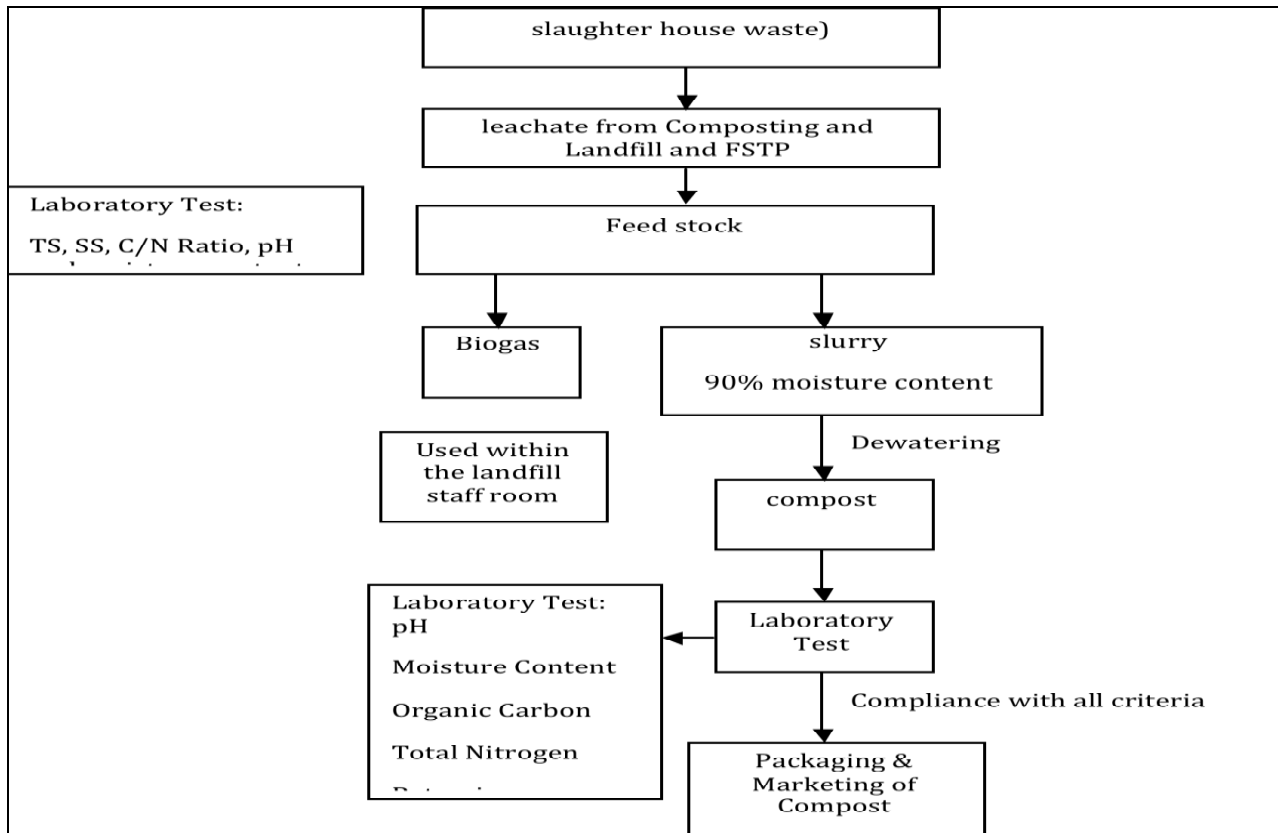 slaughter house waste)
leachate from Composting and
Landfill and FSTP
Laboratory Test:
TS, SS, C/N Ratio, pH
Feed stock
Biogas
slurry
90% moisture content
Used within
the landfill
staff room
Dewatering
compost
Laboratory Test:
pH
Moisture Content
Organic Carbon
Total Nitrogen
Laboratory
Test
Compliance with all criteria
Packaging &
Marketing of
Compost